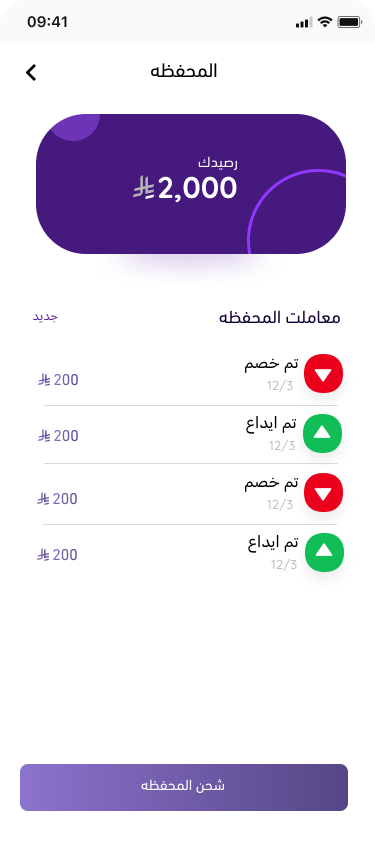 09:41
المحفظه
رصيدك
2,000
معاملت المحفظه
جديد
تم خصم
12/3
200
تم ايداع
12/3
200
تم خصم
12/3
200
تم ايداع
12/3
200
شحن المحفظه